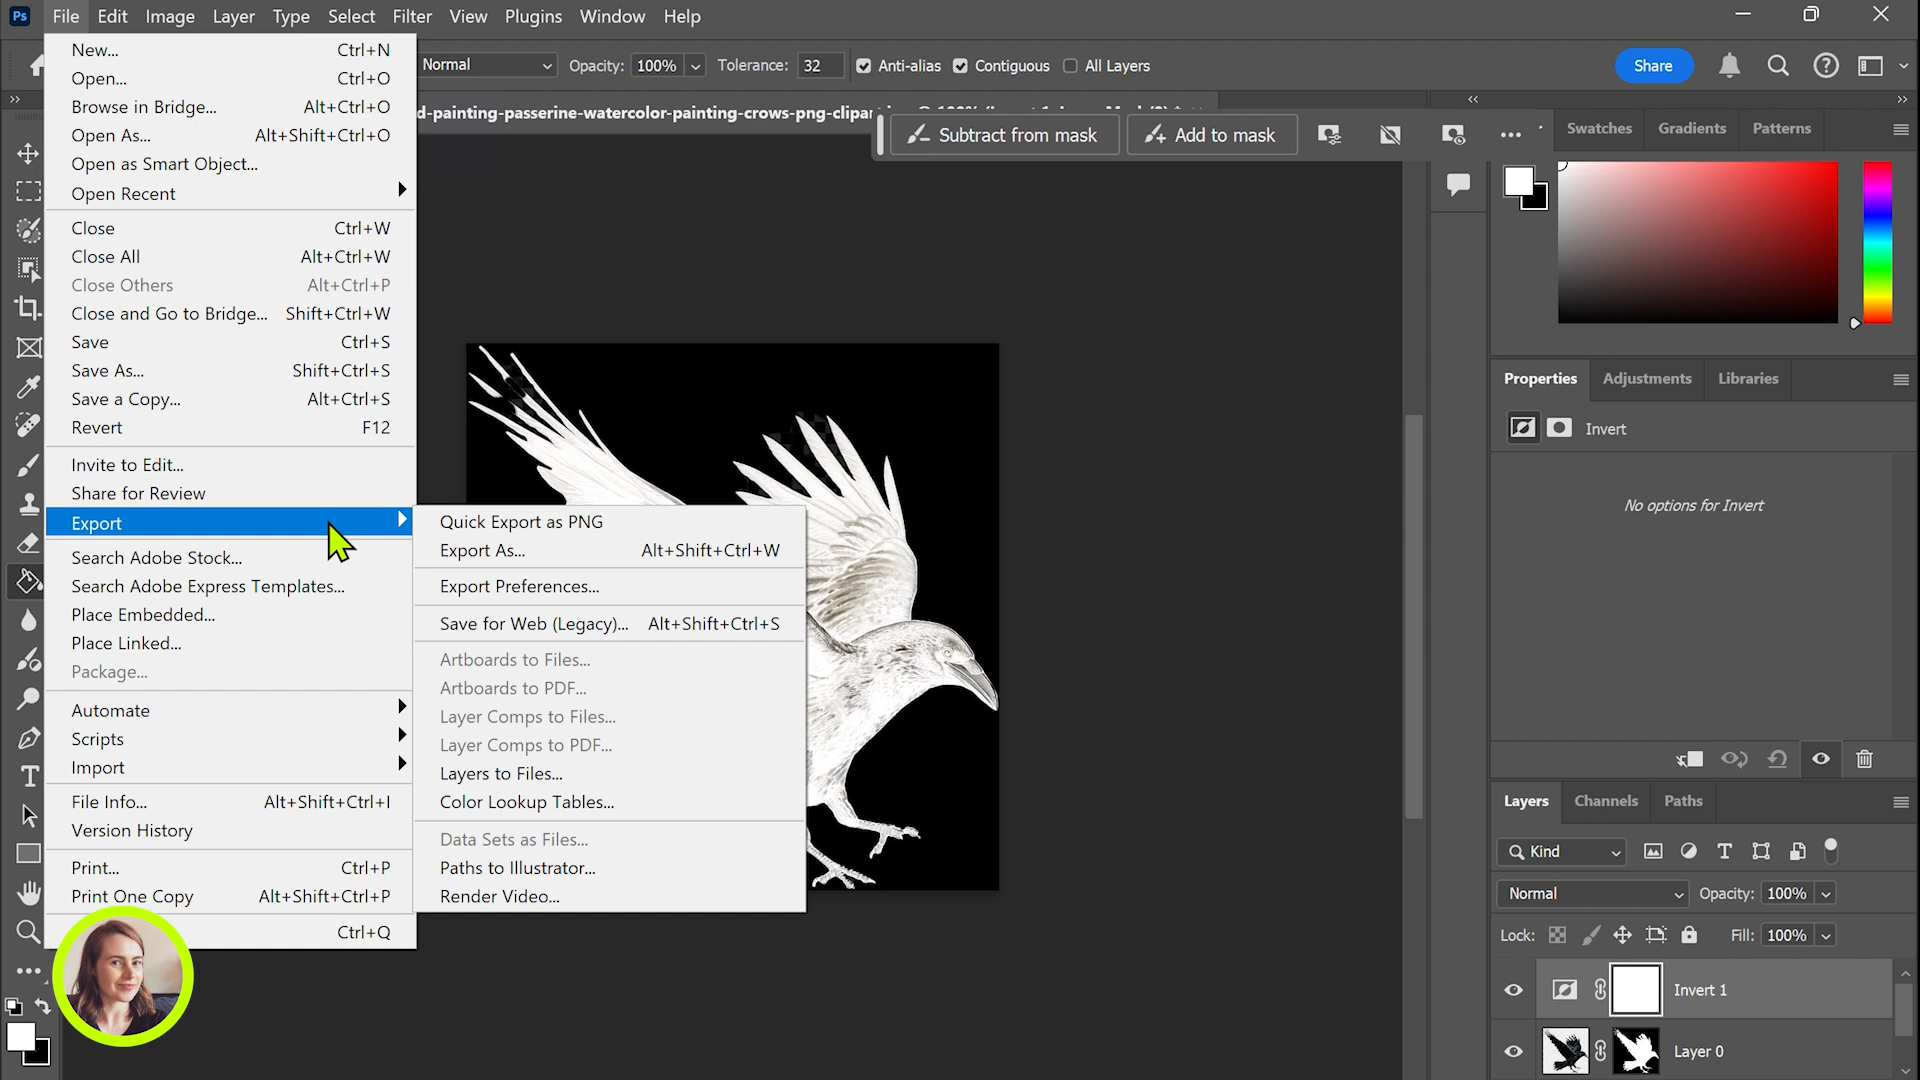 Ps File Edit Image Layer Type Select Filter View Plugins Window Help
Normal Opacity: 100% Tolerance: 32 Anti-alias Contiguous All Layers Share
d-painting-passerine-watercolor-painting-crows-png-clipar
Subtract from mask Add to mask
Swatches Gradients Patterns
New... Ctrl+N
Open... Ctrl+O
Browse in Bridge... Alt+Ctrl+O
Open As... Alt+Shift+Ctrl+O
Open as Smart Object...
Open Recent
Close Ctrl+W
Close All Alt+Ctrl+W
Close Others Alt+Ctrl+P
Close and Go to Bridge... Shift+Ctrl+W
Save Ctrl+S
Save As... Shift+Ctrl+S
Save a Copy... Alt+Ctrl+S
Revert F12
Invite to Edit...
Share for Review
Export
Search Adobe Stock...
Search Adobe Express Templates...
Place Embedded...
Place Linked...
Package...
Automate
Scripts
Import
File Info... Alt+Shift+Ctrl+I
Version History
Print... Ctrl+P
Print One Copy Alt+Shift+Ctrl+P
Ctrl+Q
Quick Export as PNG
Export As... Alt+Shift+Ctrl+W
Export Preferences...
Save for Web (Legacy)... Alt+Shift+Ctrl+S
Artboards to Files...
Artboards to PDF...
Layer Comps to Files...
Layer Comps to PDF...
Layers to Files...
Color Lookup Tables...
Data Sets as Files...
Paths to Illustrator...
Render Video...
Properties Adjustments Libraries
Invert
No options for Invert
Layers Channels Paths
Kind
Normal Opacity: 100%
Lock: Fill: 100%
Invert 1
Layer 0